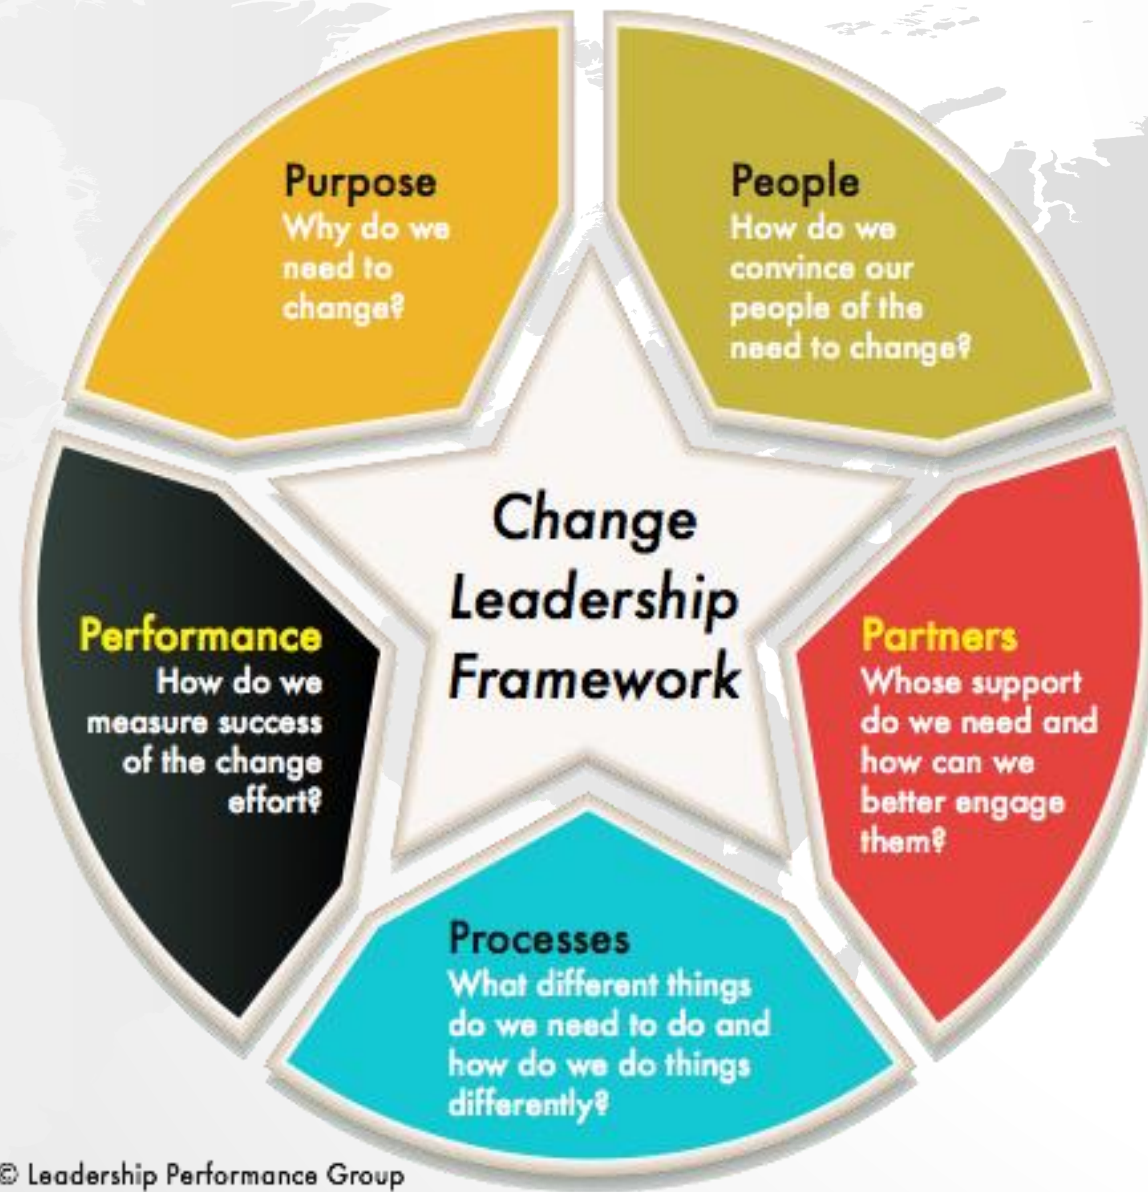 Purpose
Why do we
need to
change?
People
How do we
convince our
people of the
need to change?
Change
Leadership
Framework
Performance
How do we
measure success
of the change
effort?
Partners
Whose support
do we need and
how can we
better engage
them?
Processes
What different things
do we need to do and
how do we do things
differently?
© Leadership Performance Group